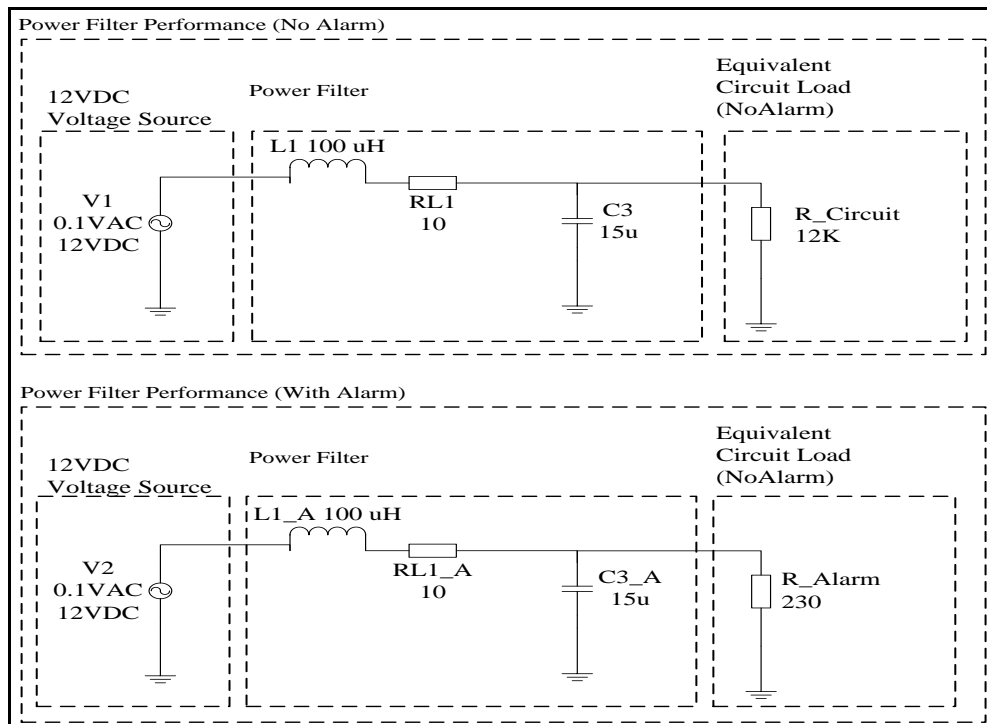 Power Filter Performance (No Alarm)
12VDC
Voltage Source
Power Filter
Equivalent
Circuit Load
(NoAlarm)
L1 100 uH
V1
0.1VAC
12VDC
RL1
10
C3
15u
R_Circuit
12K
Power Filter Performance (With Alarm)
12VDC
Voltage Source
Power Filter
Equivalent
Circuit Load
(NoAlarm)
L1_A 100 uH
V2
0.1VAC
12VDC
RL1_A
10
C3_A
15u
R_Alarm
230